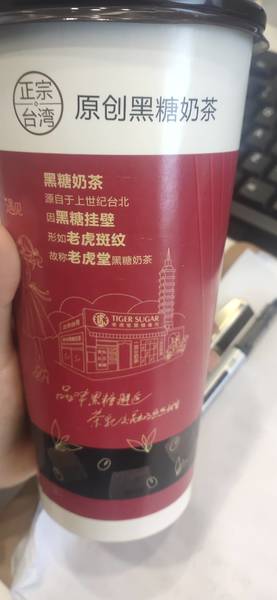 正宗
台湾
原创黑糖奶茶
黑糖奶茶
源自于上世纪台北
因黑糖挂壁
形如老虎斑纹
故称老虎堂黑糖奶茶
遇见
TIGER SUGAR